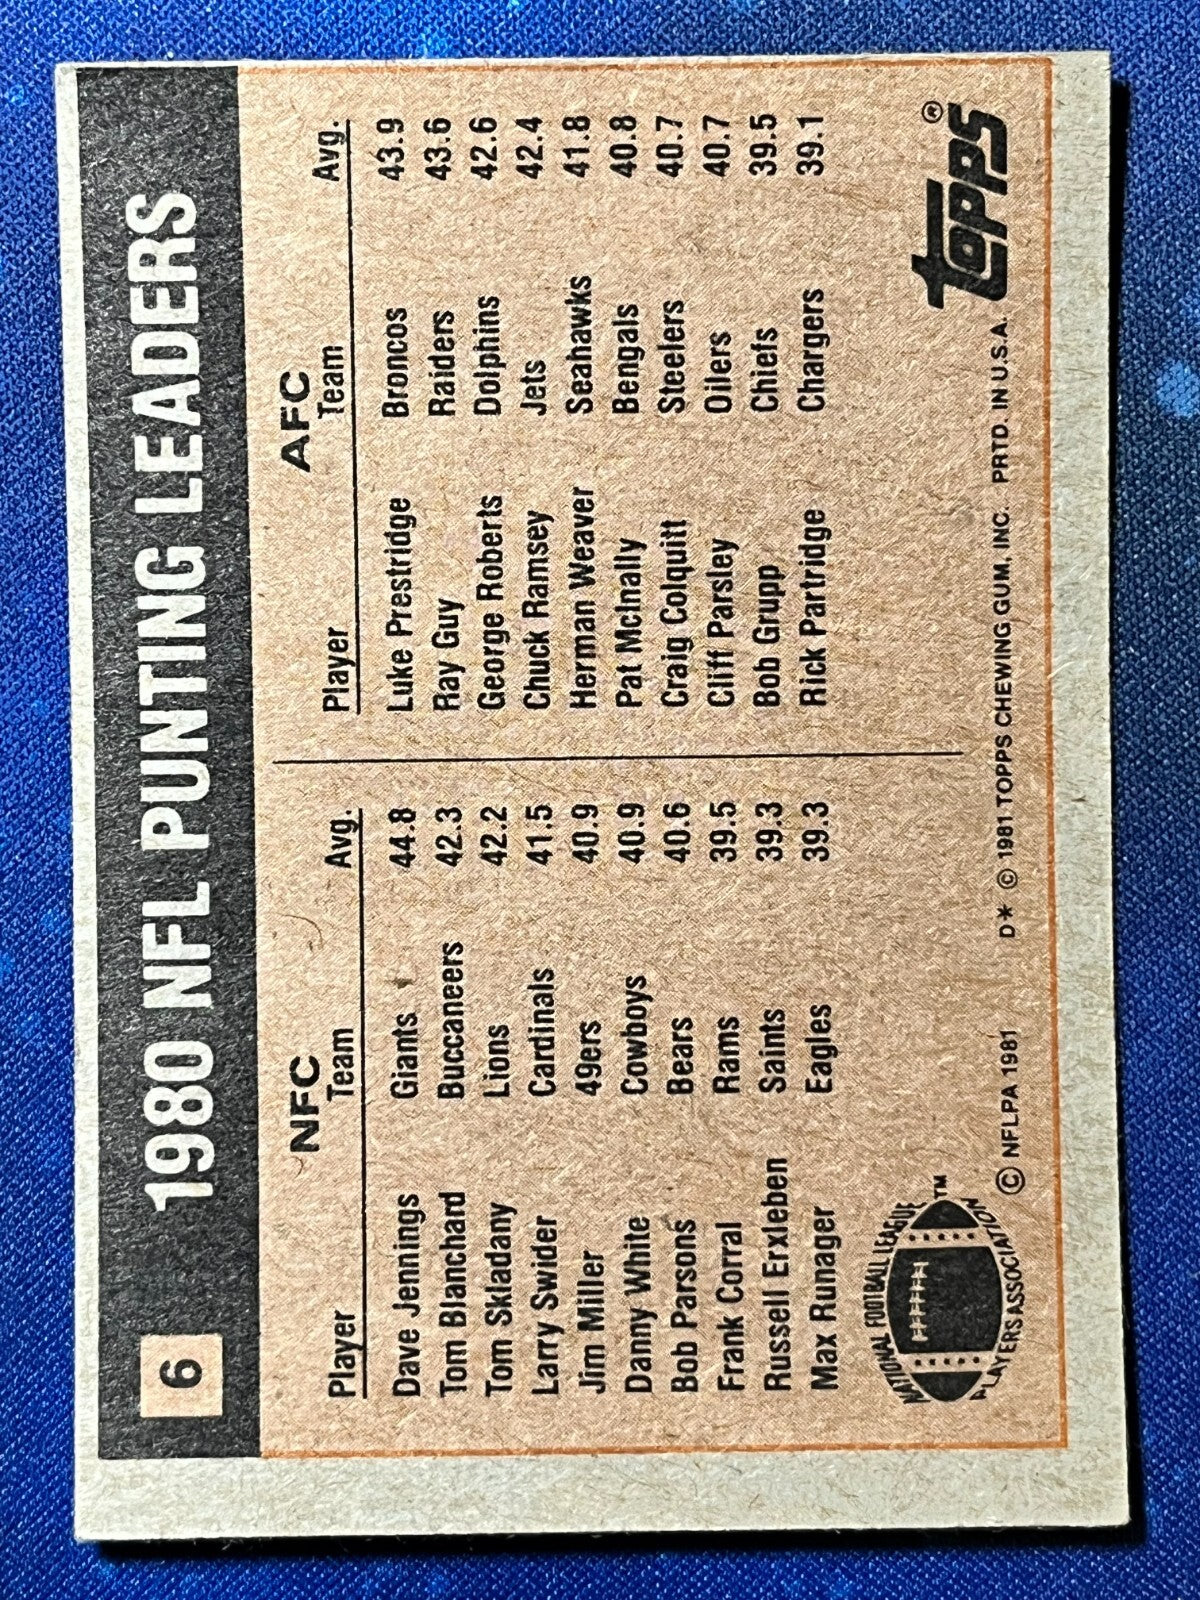 6 1980 NFL PUNTING LEADERS
NFC
Player Team Avg.
Dave Jennings Giants 44.8
Tom Blanchard Buccaneers 42.3
Tom Skladany Lions 42.2
Larry Swider Cardinals 41.5
Jim Miller 49ers 40.9
Danny White Cowboys 40.9
Bob Parsons Bears 40.6
Frank Corral Rams 39.5
Russell Erxleben Saints 39.3
Max Runager Eagles 39.3
AFC
Player Team Avg.
Luke Prestridge Broncos 43.9
Ray Guy Raiders 43.6
George Roberts Dolphins 42.6
Chuck Ramsey Jets 42.4
Herman Weaver Seahawks 41.8
Pat McInally Bengals 40.8
Craig Colquitt Steelers 40.7
Cliff Parsley Oilers 40.7
Bob Grupp Chiefs 39.5
Rick Partridge Chargers 39.1
NATIONAL FOOTBALL LEAGUE
PLAYERS ASSOCIATION ™
topps ®
© NFLPA 1981 D* © 1981 TOPPS CHEWING GUM, INC. PRTD. IN U.S.A.